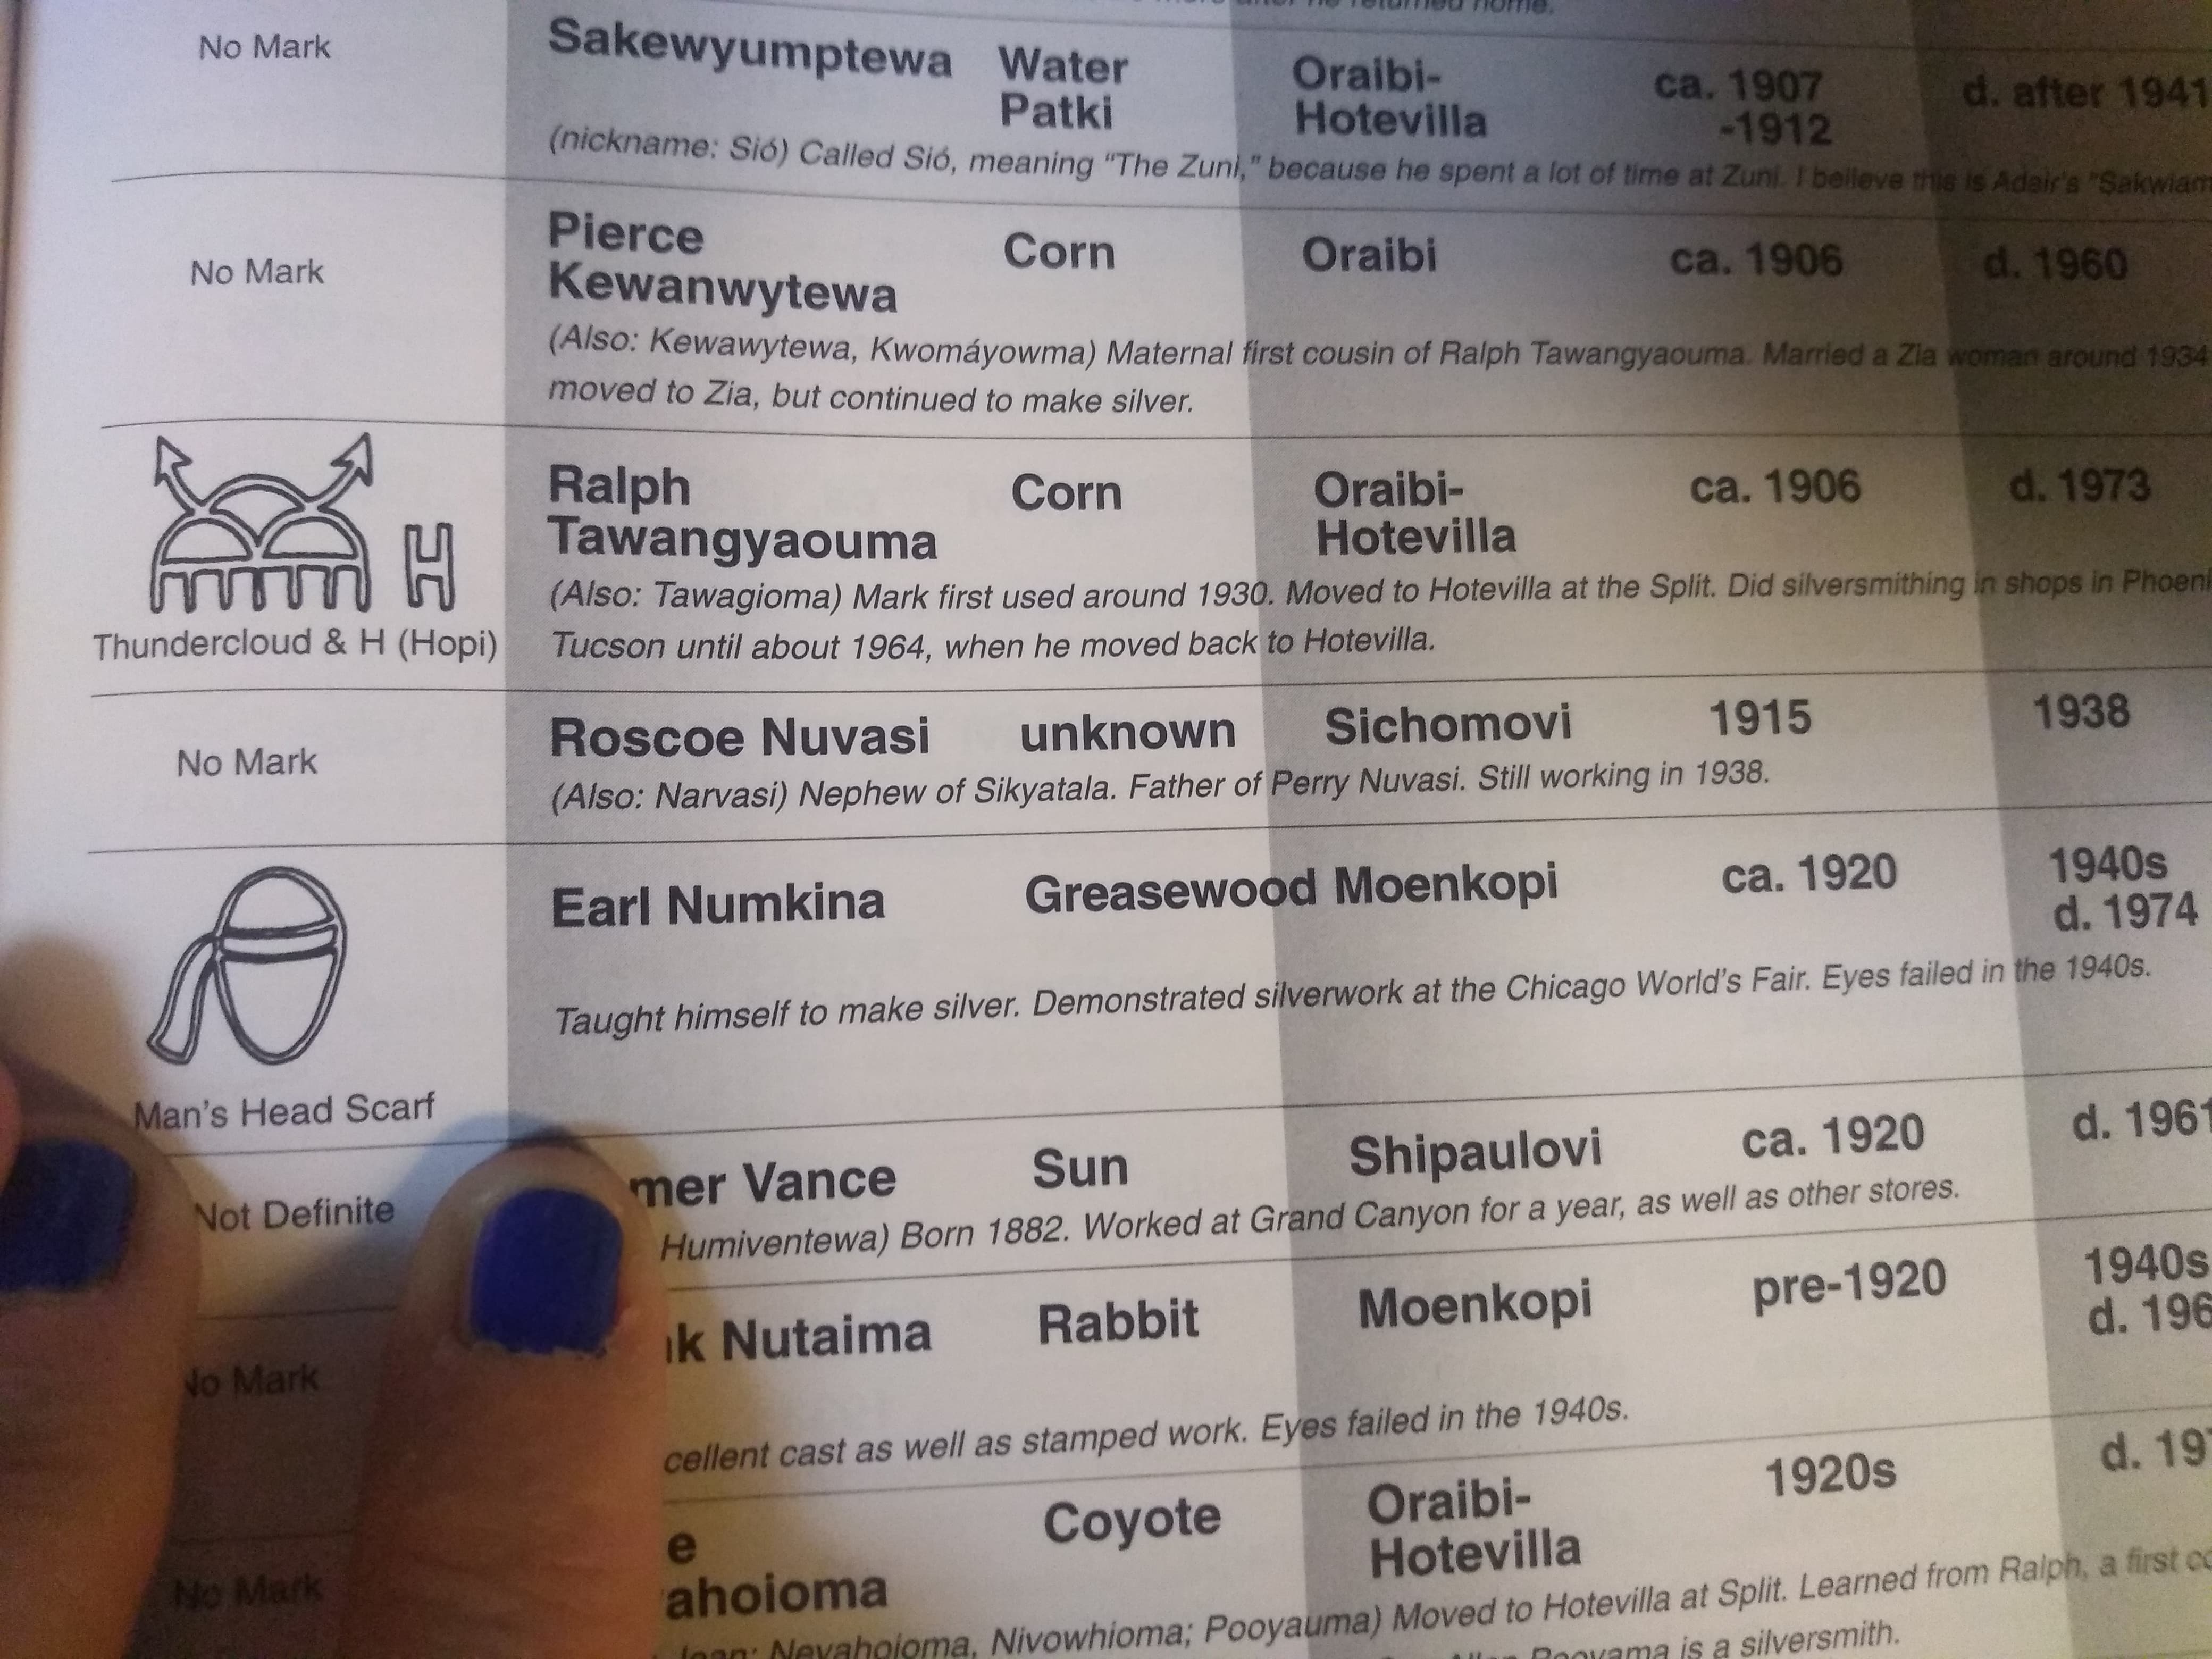 returned home.
No Mark
Sakewyumptewa Water Patki Oraibi-Hotevilla ca. 1907 -1912 d. after 1941
(nickname: Sió) Called Sió, meaning “The Zuni,” because he spent a lot of time at Zuni. I believe this is Adair's "Sakwiam
No Mark
Pierce Kewanwytewa Corn Oraibi ca. 1906 d. 1960
(Also: Kewawytewa, Kwomáyowma) Maternal first cousin of Ralph Tawangyaouma. Married a Zia woman around 1934
moved to Zia, but continued to make silver.
H
Thundercloud & H (Hopi)
Ralph Tawangyaouma Corn Oraibi-Hotevilla ca. 1906 d. 1973
(Also: Tawagioma) Mark first used around 1930. Moved to Hotevilla at the Split. Did silversmithing in shops in Phoeni
Tucson until about 1964, when he moved back to Hotevilla.
No Mark
Roscoe Nuvasi unknown Sichomovi 1915 1938
(Also: Narvasi) Nephew of Sikyatala. Father of Perry Nuvasi. Still working in 1938.
Man's Head Scarf
Earl Numkina Greasewood Moenkopi ca. 1920 1940s d. 1974
Taught himself to make silver. Demonstrated silverwork at the Chicago World's Fair. Eyes failed in the 1940s.
Not Definite
mer Vance Sun Shipaulovi ca. 1920 d. 1961
Humiventewa) Born 1882. Worked at Grand Canyon for a year, as well as other stores.
No Mark
k Nutaima Rabbit Moenkopi pre-1920 1940s d. 196
cellent cast as well as stamped work. Eyes failed in the 1940s.
No Mark
e ahoioma Coyote Oraibi-Hotevilla 1920s d. 19
Nevahoioma, Nivowhioma; Pooyauma) Moved to Hotevilla at Split. Learned from Ralph, a first co
Pooyama is a silversmith.